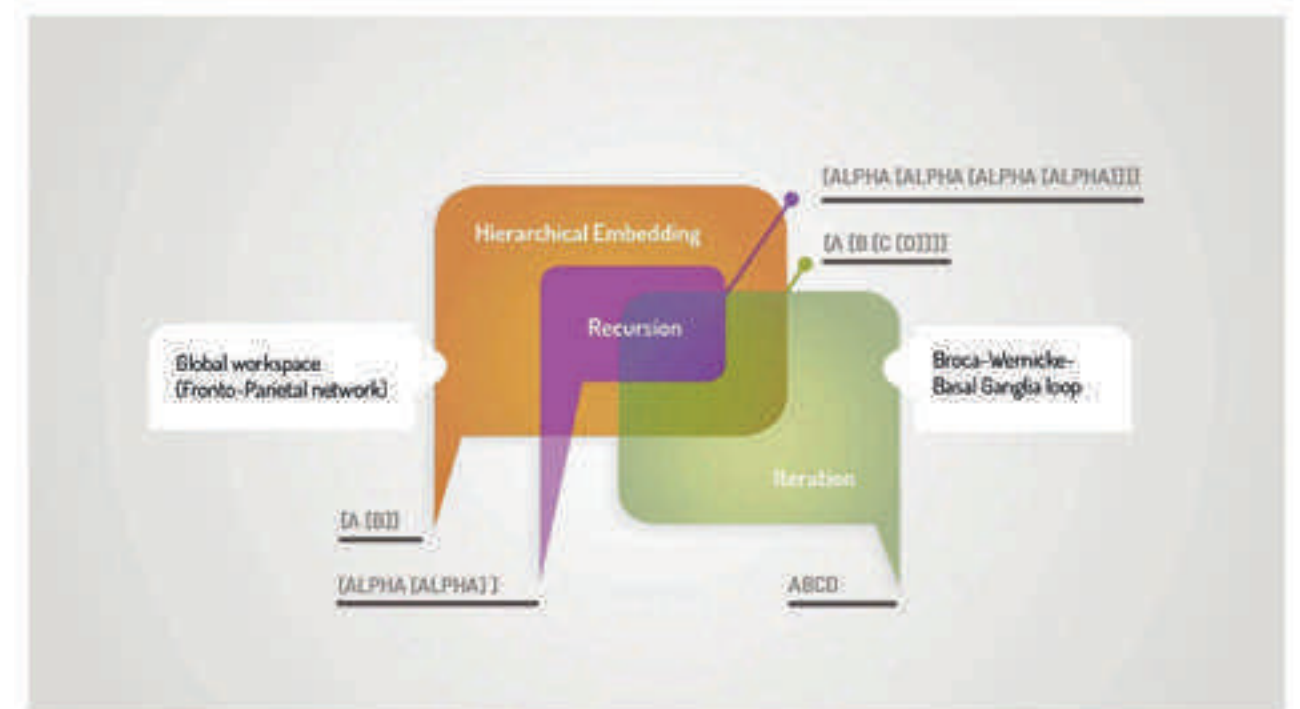 [ALPHA [ALPHA [ALPHA [ALPHA]]]]
Hierarchical Embedding
[A [B [C [D]]]]
Recursion
Global workspace
(Fronto-Parietal network)
Broca-Wernicke-
Basal Ganglia loop
Iteration
[A [B]]
[ALPHA [ALPHA] ]
ABCD